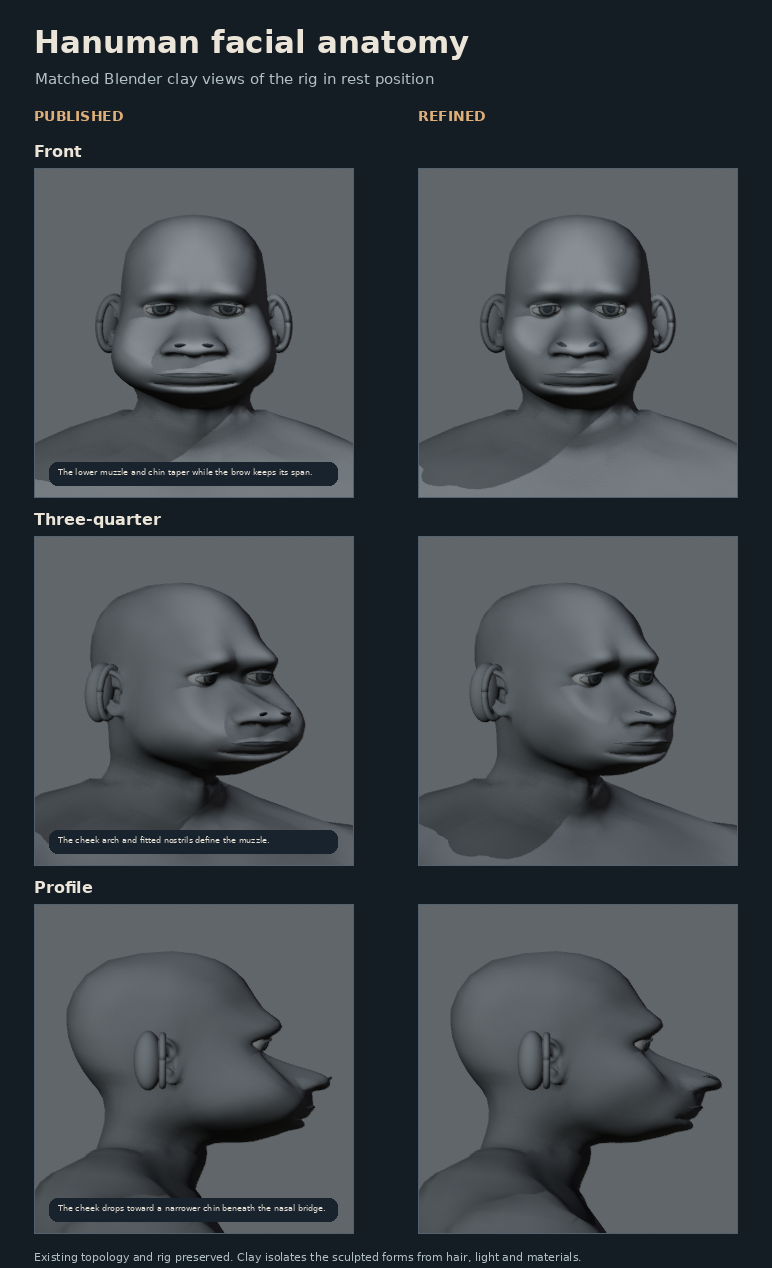 Hanuman facial anatomy
Matched Blender clay views of the rig in rest position
PUBLISHED
REFINED
Front
The lower muzzle and chin taper while the brow keeps its span.
Three-quarter
The cheek arch and fitted nostrils define the muzzle.
Profile
The cheek drops toward a narrower chin beneath the nasal bridge.
Existing topology and rig preserved. Clay isolates the sculpted forms from hair, light and materials.